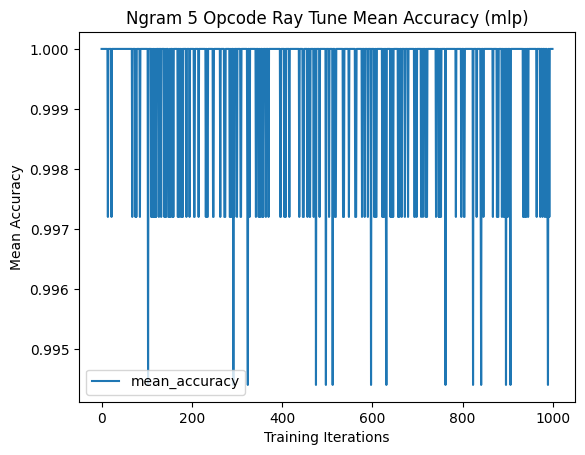 Ngram 5 Opcode Ray Tune Mean Accuracy (mlp)
1.000
0.999
0.998
0.997
0.996
0.995
Mean Accuracy
mean_accuracy
0 200 400 600 800 1000
Training Iterations